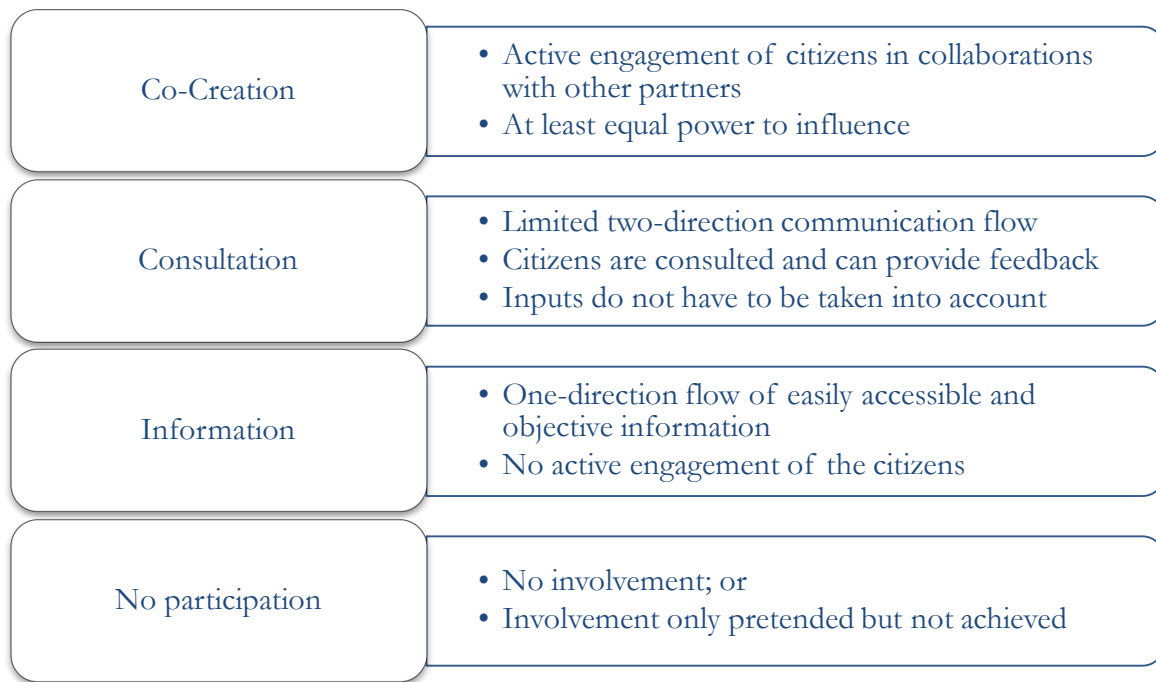 Co-Creation
• Active engagement of citizens in collaborations
with other partners
• At least equal power to influence
Consultation
• Limited two-direction communication flow
• Citizens are consulted and can provide feedback
• Inputs do not have to be taken into account
Information
• One-direction flow of easily accessible and
objective information
• No active engagement of the citizens
No participation
• No involvement; or
• Involvement only pretended but not achieved